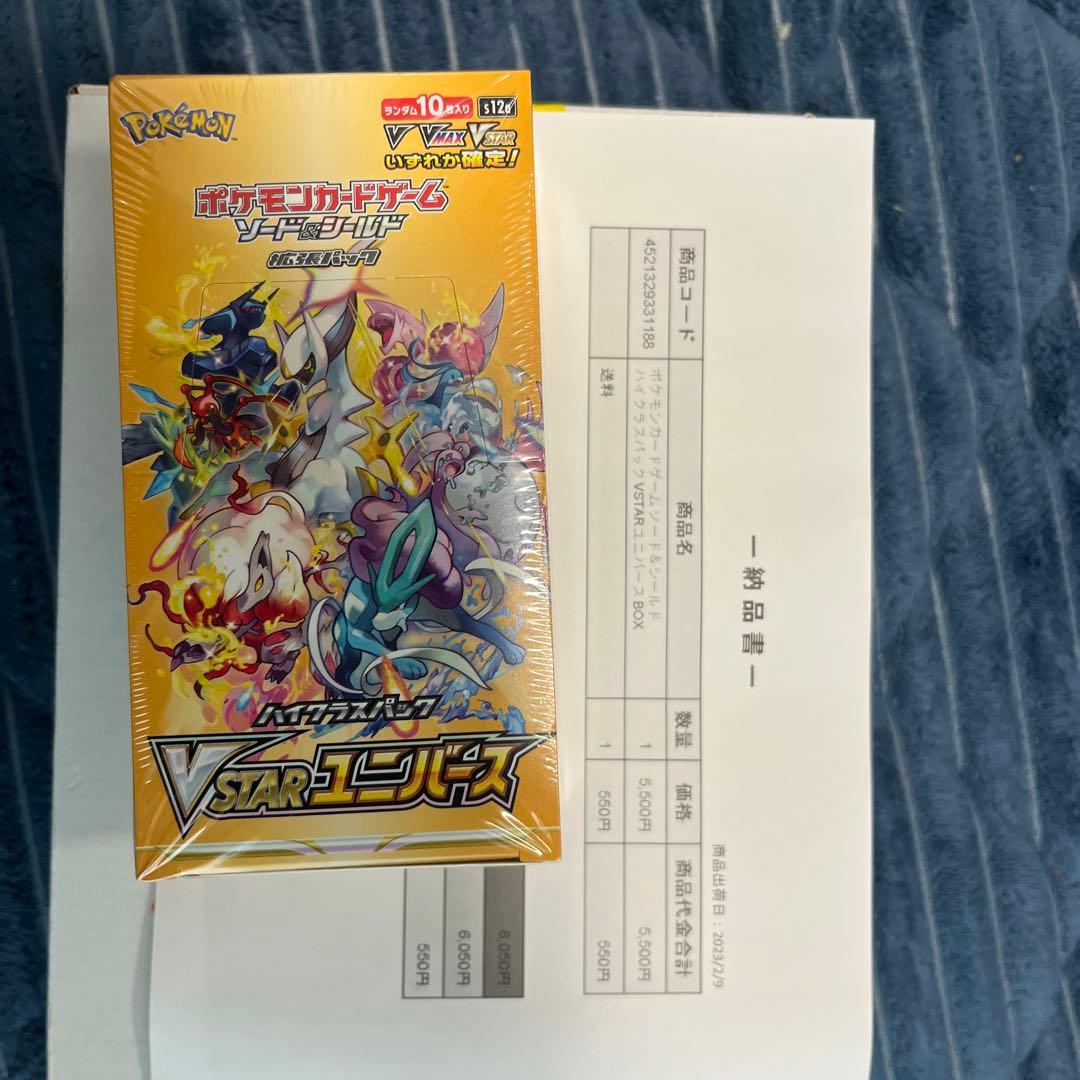 POKéMON
ランダム10枚入り s12a
V VMAX VSTAR
いずれか確定!
ポケモンカードゲーム
ソード&シールド
拡張パック
ハイクラスパック
VSTARユニバース
ー 納 品 書 ー
商品出荷日:2023/2/9
商品コード 商品名 数量 価格 商品代金合計
4521329331188 ポケモンカードゲームソード&シールド
ハイクラスパック VSTARユニバース BOX 1 5,500円 5,500円
送料 1 550円 550円
6,050円
6,050円
550円